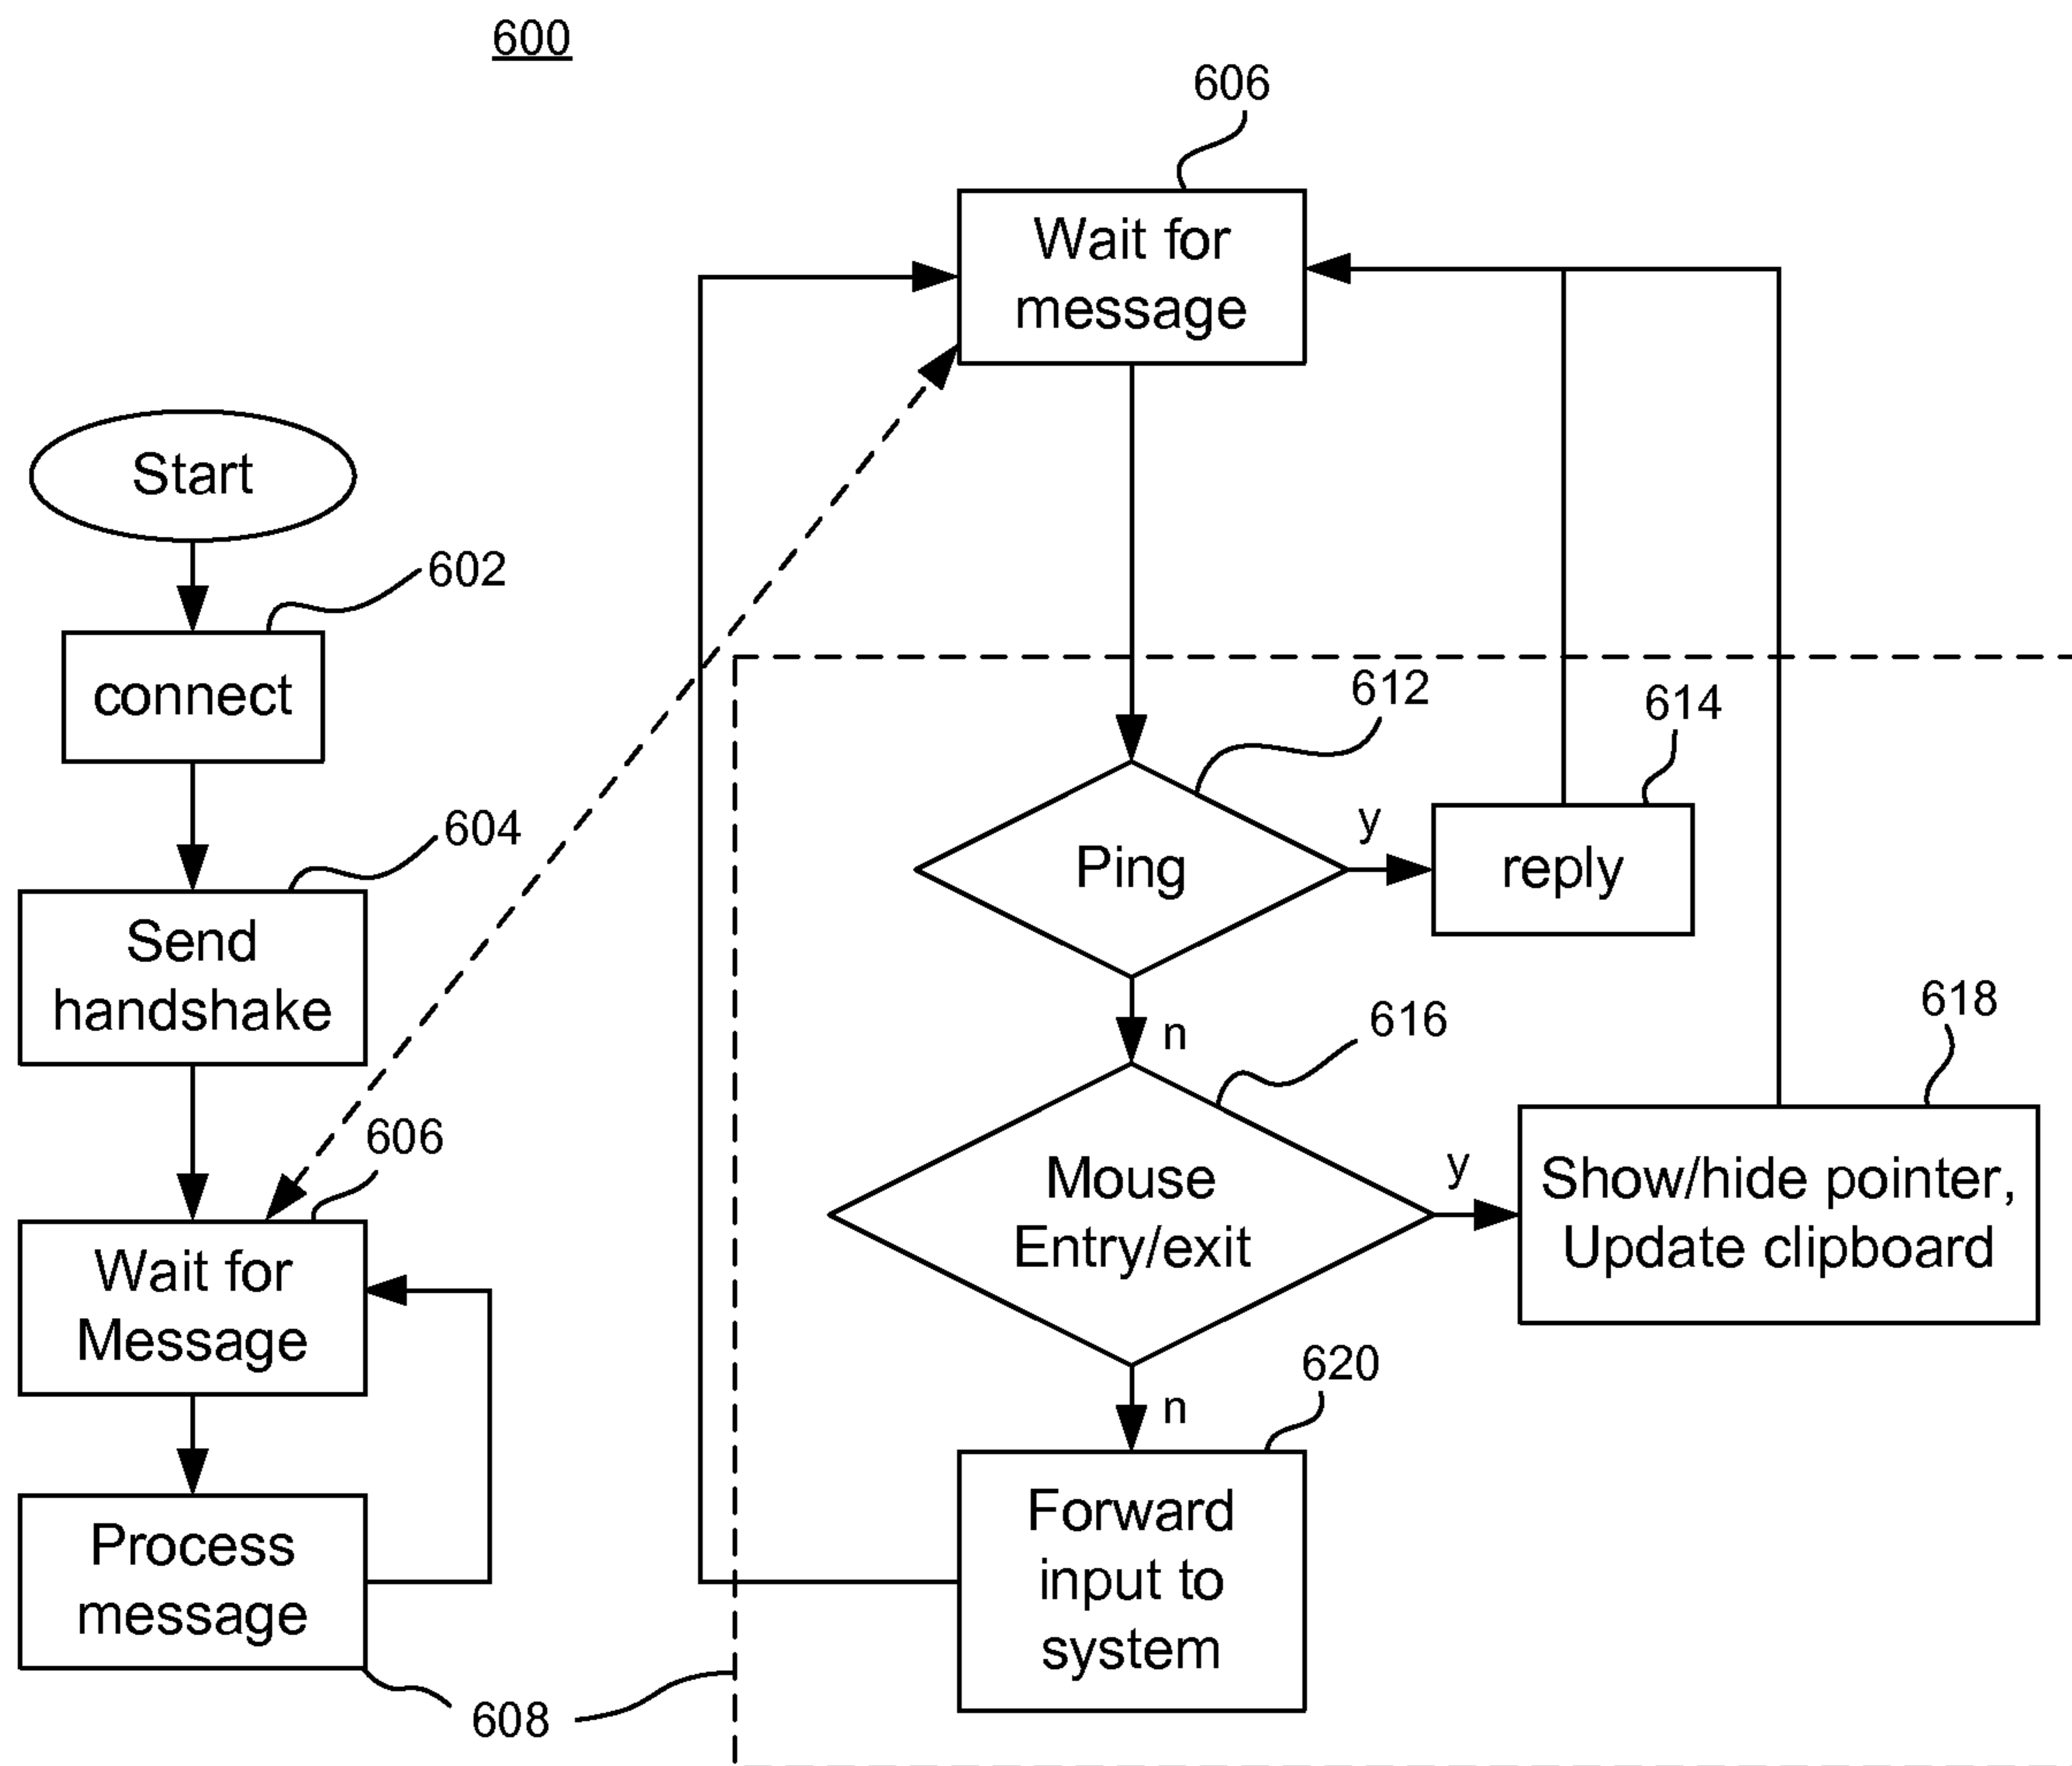 600
606
Wait for
message
Start
602
connect
604
Send
handshake
606
Wait for
Message
Process
message
608
612
Ping
y
614
reply
n
616
Mouse
Entry/exit
y
618
Show/hide pointer,
Update clipboard
n
620
Forward
input to
system